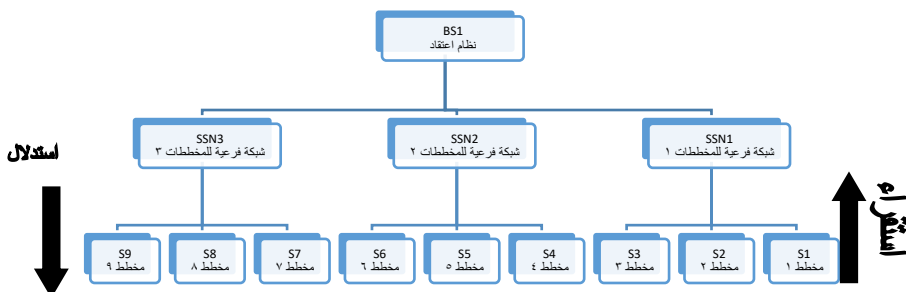 BS1
نظام اعتقاد
SSN1
شبكة فرعية للمخططات ١
SSN2
شبكة فرعية للمخططات ٢
SSN3
شبكة فرعية للمخططات ٣
استقراء
استدلال
S1
مخطط ١
S2
مخطط ٢
S3
مخطط ٣
S4
مخطط ٤
S5
مخطط ٥
S6
مخطط ٦
S7
مخطط ٧
S8
مخطط ٨
S9
مخطط ٩